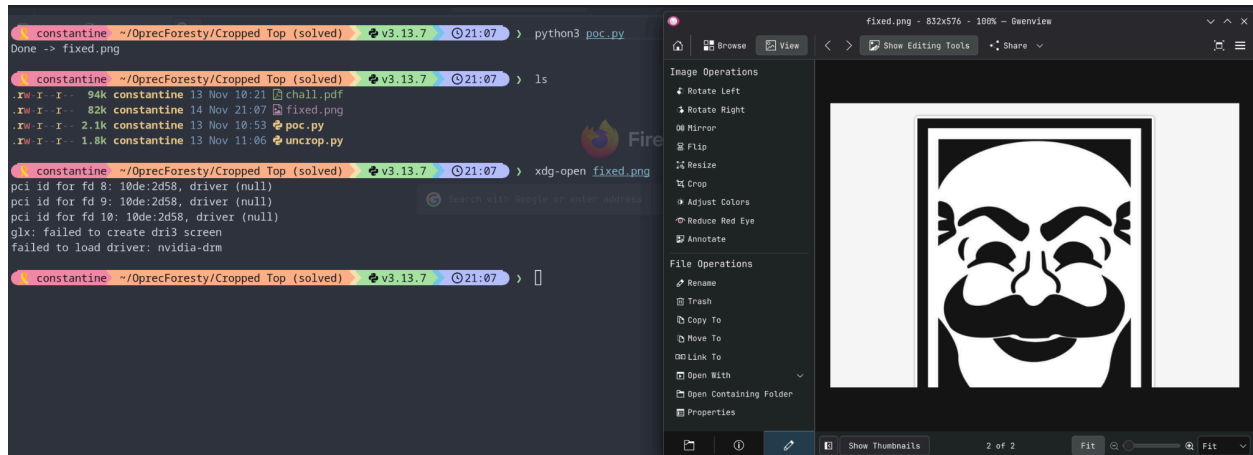 constantine ~/OprecForesty/Cropped Top (solved) v3.13.7 21:07 › python3 poc.py
Done -> fixed.png
constantine ~/OprecForesty/Cropped Top (solved) v3.13.7 21:07 › ls
.rw-r--r-- 94k constantine 13 Nov 10:21 chall.pdf
.rw-r--r-- 82k constantine 14 Nov 21:07 fixed.png
.rw-r--r-- 2.1k constantine 13 Nov 10:53 poc.py
.rw-r--r-- 1.8k constantine 13 Nov 11:06 uncrop.py
Fire
constantine ~/OprecForesty/Cropped Top (solved) v3.13.7 21:07 › xdg-open fixed.png
pci id for fd 8: 10de:2d58, driver (null)
pci id for fd 9: 10de:2d58, driver (null)
Search with Google or enter address
pci id for fd 10: 10de:2d58, driver (null)
glx: failed to create dri3 screen
failed to load driver: nvidia-drm
constantine ~/OprecForesty/Cropped Top (solved) v3.13.7 21:07 ›
fixed.png - 832x576 - 100% — Gwenview
Browse View Show Editing Tools Share
Image Operations
Rotate Left
Rotate Right
Mirror
Flip
Resize
Crop
Adjust Colors
Reduce Red Eye
Annotate
File Operations
Rename
Trash
Copy To
Move To
Link To
Open With
Open Containing Folder
Properties
Show Thumbnails 2 of 2 Fit Fit